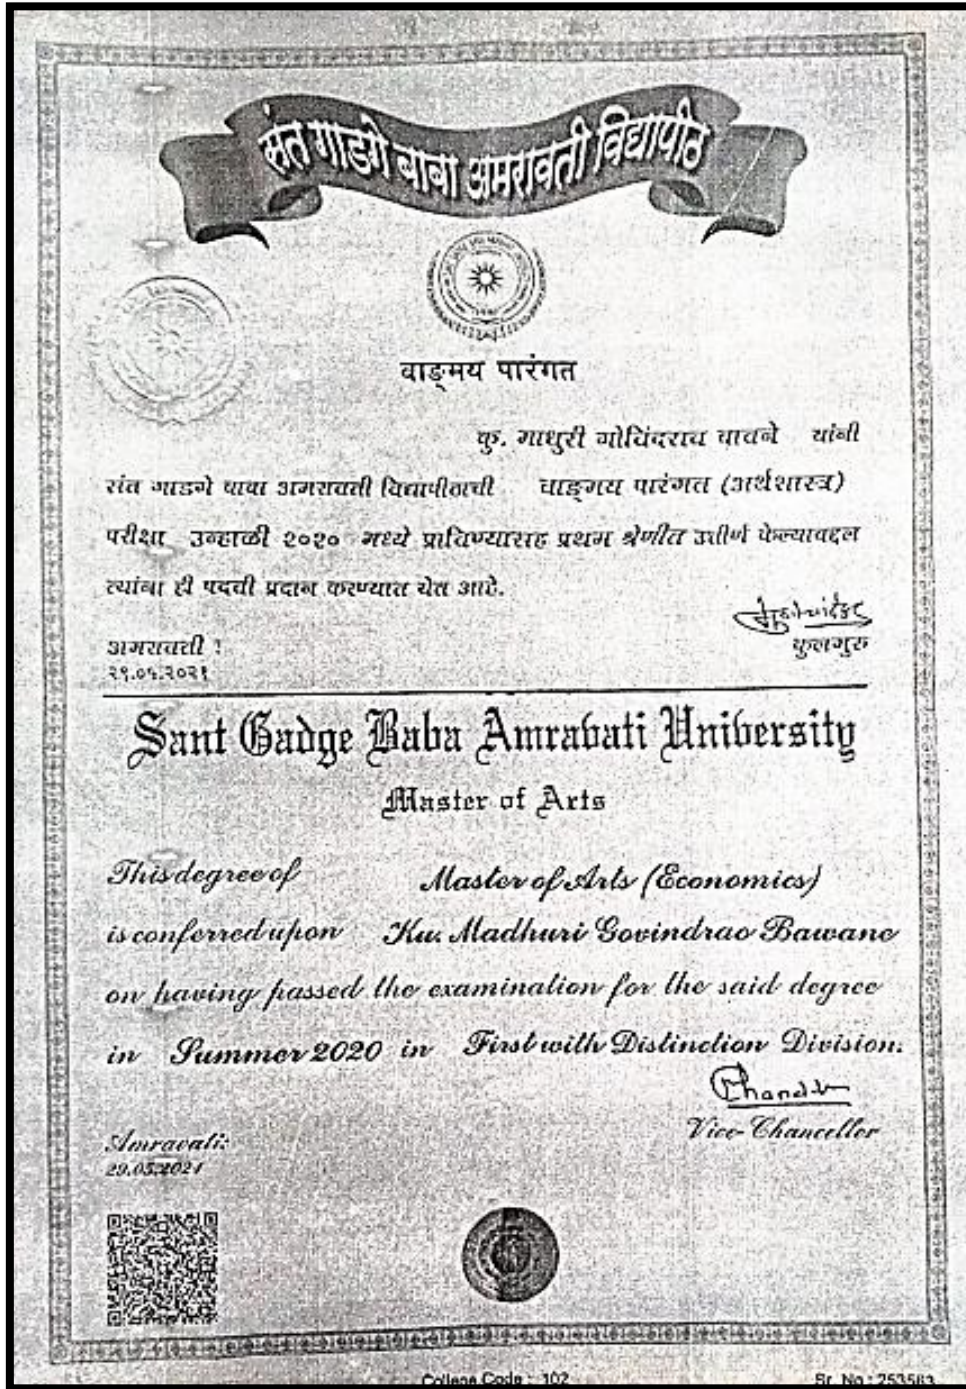 संत गाडगे बाबा अमरावती विद्यापीठ
वाङ्मय पारंगत
कु. माधुरी गोविंदराव बावने यांनी
संत गाडगे बाबा अमरावती विद्यापीठाची वाङ्मय पारंगत (अर्थशास्त्र)
परीक्षा उन्हाळी २०२० मध्ये प्राविण्यासह प्रथम श्रेणीत उत्तीर्ण केल्याबद्दल
त्यांना ही पदवी प्रदान करण्यात येत आहे.
कुलगुरु
अमरावती :
२९.०५.२०२१
Sant Gadge Baba Amravati University
Master of Arts
This degree of Master of Arts (Economics)
is conferred upon Ku. Madhuri Govindrao Bawane
on having passed the examination for the said degree
in Summer 2020 in First with Distinction Division.
Vice-Chancellor
Amravati:
29.05.2021
College Code : 102 Sr. No : 253563